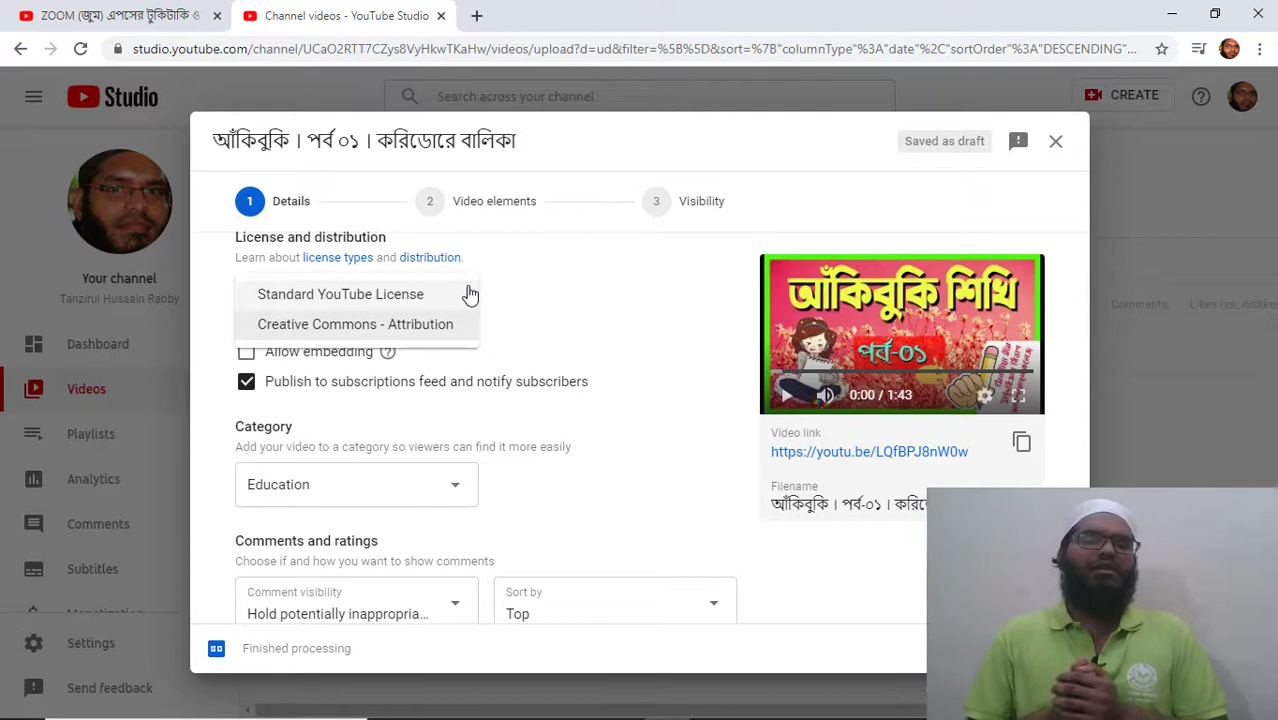 ZOOM (জুম) এপসের টুকিটাকি ও
Channel videos - YouTube Studio
studio.youtube.com/channel/UCaO2RTT7CZys8VyHkwTKaHw/videos/upload?d=ud&filter=%5B%5D&sort=%7B"columnType"%3A"date"%2C"sortOrder"%3A"DESCENDING"...
Studio
Search across your channel
CREATE
আঁকিবুকি । পর্ব ০১ । করিডোরে বালিকা
Saved as draft
1 Details
2 Video elements
3 Visibility
Your channel
Tanzirul Hussain Rabby
Dashboard
Videos
Playlists
Analytics
Comments
Subtitles
Settings
Send feedback
License and distribution
Learn about license types and distribution.
Standard YouTube License
Creative Commons - Attribution
Allow embedding
Publish to subscriptions feed and notify subscribers
Category
Add your video to a category so viewers can find it more easily
Education
Comments and ratings
Choose if and how you want to show comments
Comment visibility
Hold potentially inappropria...
Sort by
Top
SD Finished processing
আঁকিবুকি শিখি
পর্ব-০১
0:00 / 1:43
Video link
https://youtu.be/LQfBPJ8nW0w
Filename
আঁকিবুকি । পর্ব-০১ ।
Comments
Likes (vs. dislikes